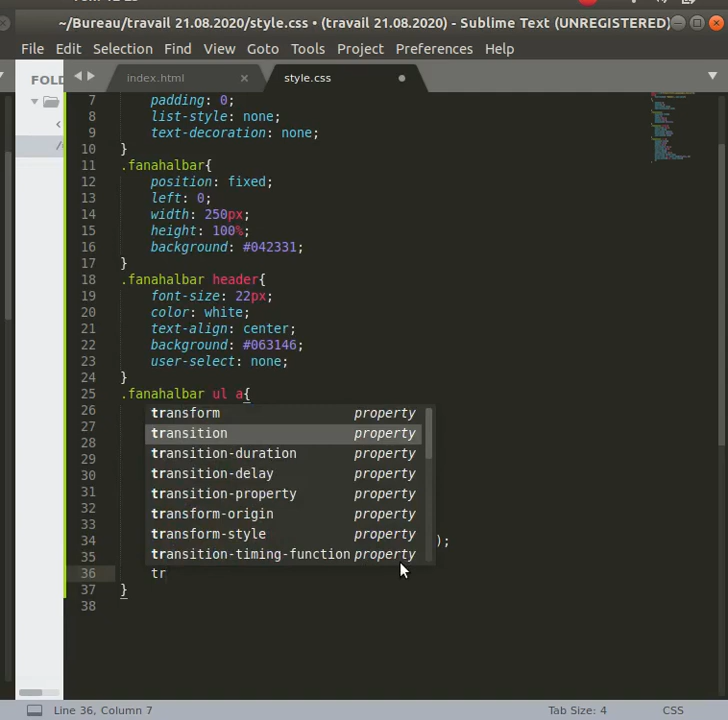 ~/Bureau/travail 21.08.2020/style.css • (travail 21.08.2020) - Sublime Text (UNREGISTERED)
File Edit Selection Find View Goto Tools Project Preferences Help
FOLD
index.html
style.css
7 padding: 0;
8 list-style: none;
9 text-decoration: none;
10 }
11 .fanahalbar{
12 position: fixed;
13 left: 0;
14 width: 250px;
15 height: 100%;
16 background: #042331;
17 }
18 .fanahalbar header{
19 font-size: 22px;
20 color: white;
21 text-align: center;
22 background: #063146;
23 user-select: none;
24 }
25 .fanahalbar ul a{
26 transform property
27 transition property
28 transition-duration property
29 transition-delay property
30
31 transition-property property
32 transform-origin property
33 transform-style property
34 );
35 transition-timing-function property
36 tr
37 }
38
Line 36, Column 7
Tab Size: 4
CSS